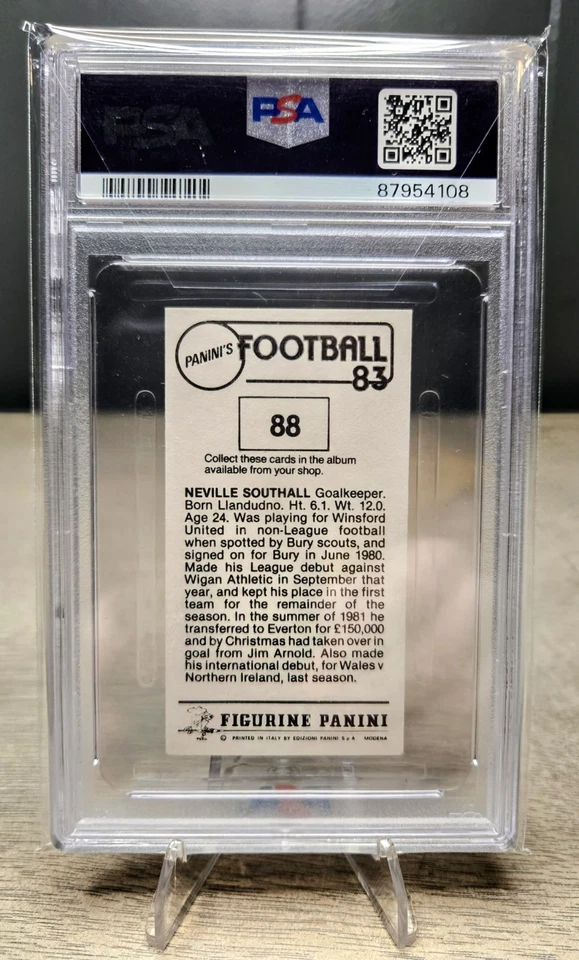 PSA
87954108
PANINI'S FOOTBALL
83
88
Collect these cards in the album
available from your shop.
NEVILLE SOUTHALL Goalkeeper.
Born Llandudno. Ht. 6.1. Wt. 12.0.
Age 24. Was playing for Winsford
United in non-League football
when spotted by Bury scouts, and
signed on for Bury in June 1980.
Made his League debut against
Wigan Athletic in September that
year, and kept his place in the first
team for the remainder of the
season. In the summer of 1981 he
transferred to Everton for £150,000
and by Christmas had taken over in
goal from Jim Arnold. Also made
his international debut, for Wales v
Northern Ireland, last season.
FIGURINE PANINI
© PRINTED IN ITALY BY EDIZIONI PANINI S.p.A. MODENA